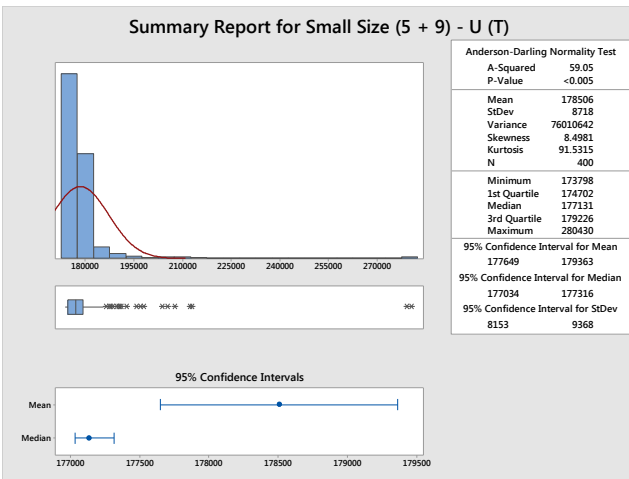 Summary Report for Small Size (5 + 9) - U (T)
Anderson-Darling Normality Test
A-Squared 59.05
P-Value <0.005
Mean 178506
StDev 8718
Variance 76010642
Skewness 8.4981
Kurtosis 91.5315
N 400
Minimum 173798
1st Quartile 174702
Median 177131
3rd Quartile 179226
Maximum 280430
95% Confidence Interval for Mean
177649 179363
95% Confidence Interval for Median
177034 177316
95% Confidence Interval for StDev
8153 9368
180000 195000 210000 225000 240000 255000 270000
95% Confidence Intervals
Mean
Median
177000 177500 178000 178500 179000 179500